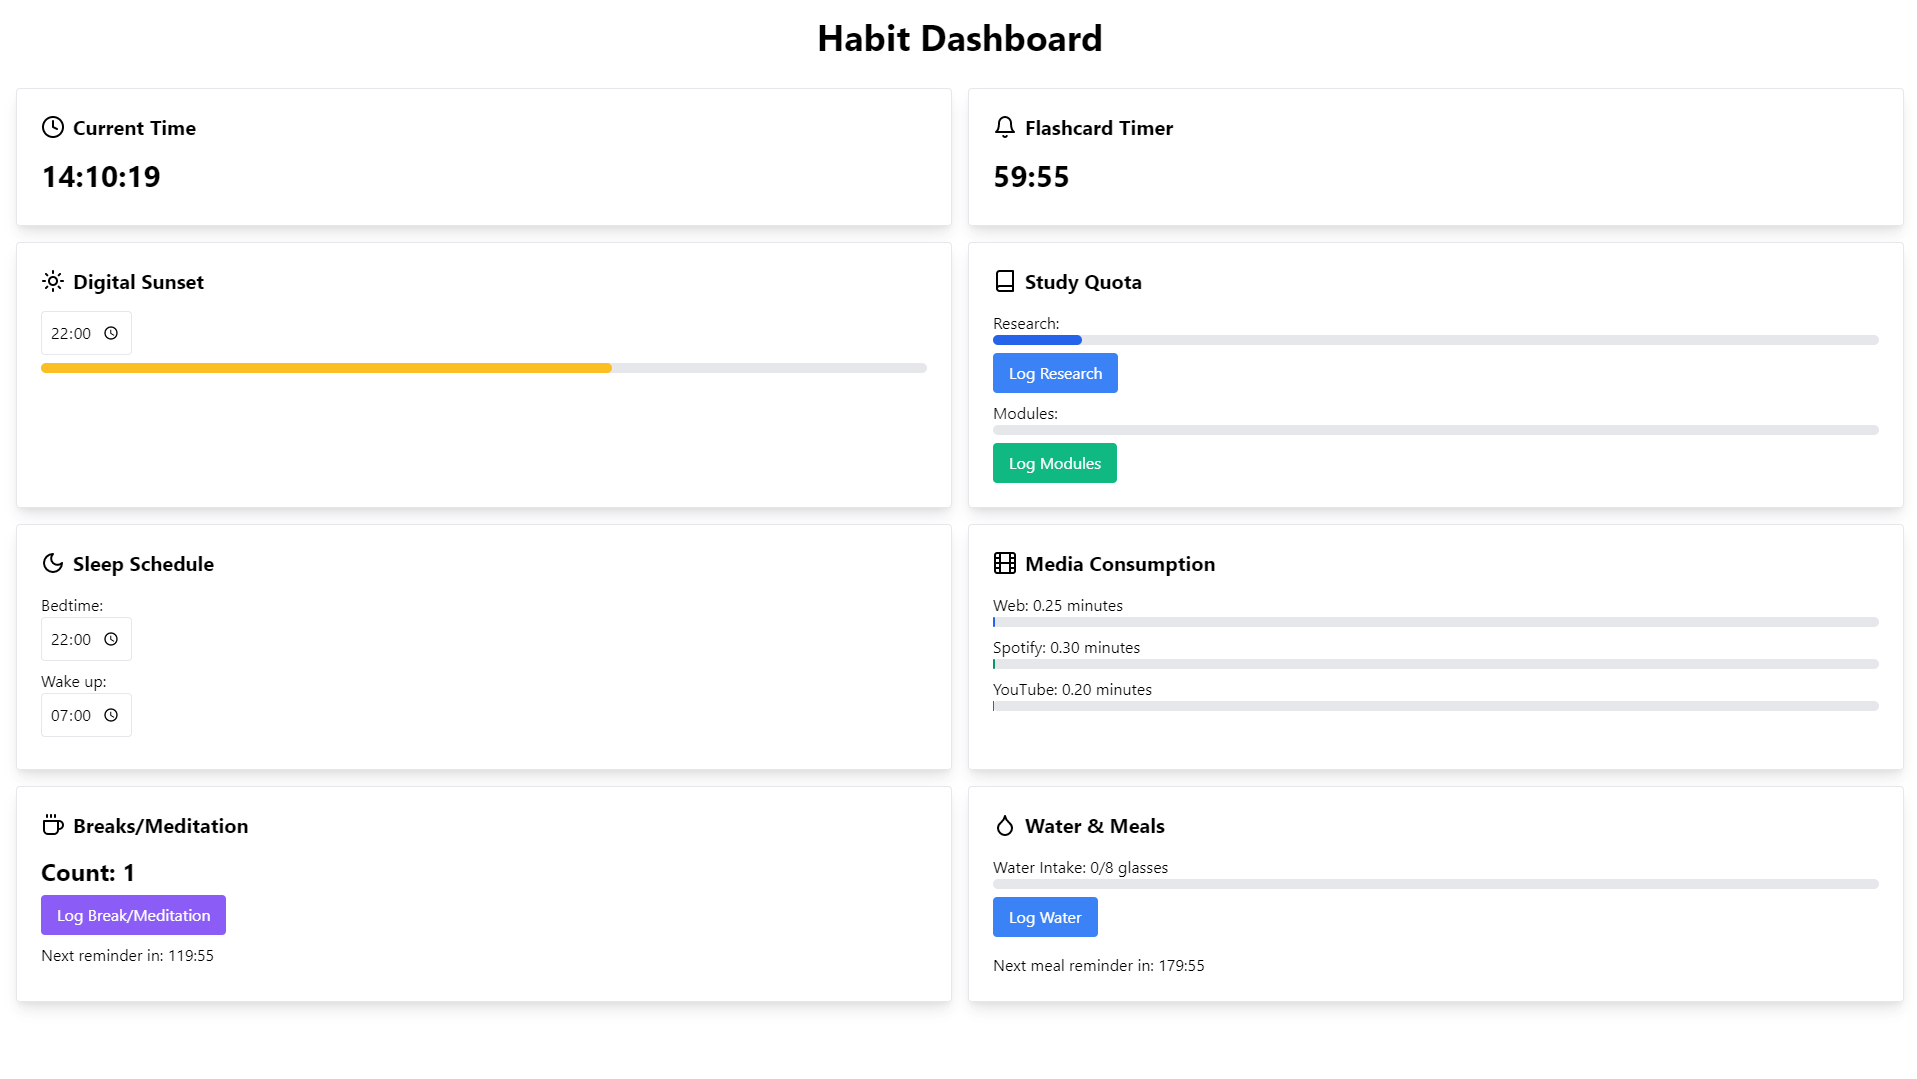 Habit Dashboard
Current Time
14:10:19
Flashcard Timer
59:55
Digital Sunset
22:00
Study Quota
Research:
Log Research
Modules:
Log Modules
Sleep Schedule
Bedtime:
22:00
Wake up:
07:00
Media Consumption
Web: 0.25 minutes
Spotify: 0.30 minutes
YouTube: 0.20 minutes
Breaks/Meditation
Count: 1
Log Break/Meditation
Next reminder in: 119:55
Water & Meals
Water Intake: 0/8 glasses
Log Water
Next meal reminder in: 179:55